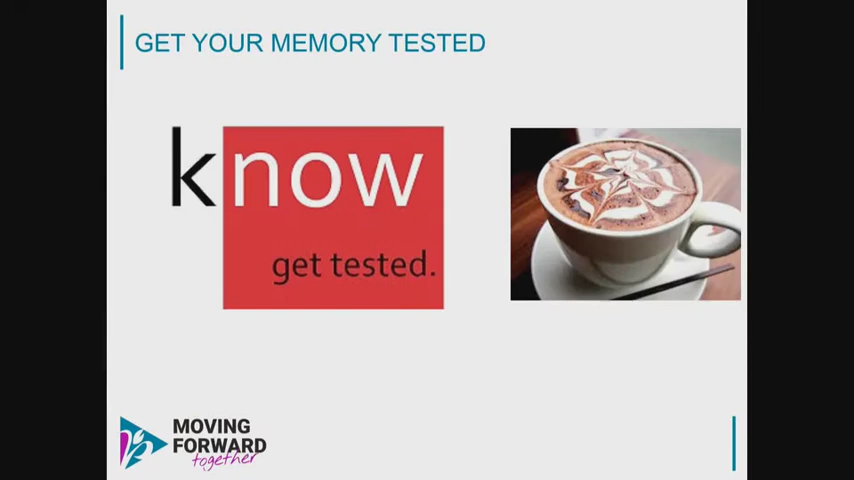 GET YOUR MEMORY TESTED
know
get tested.
MOVING
FORWARD
together